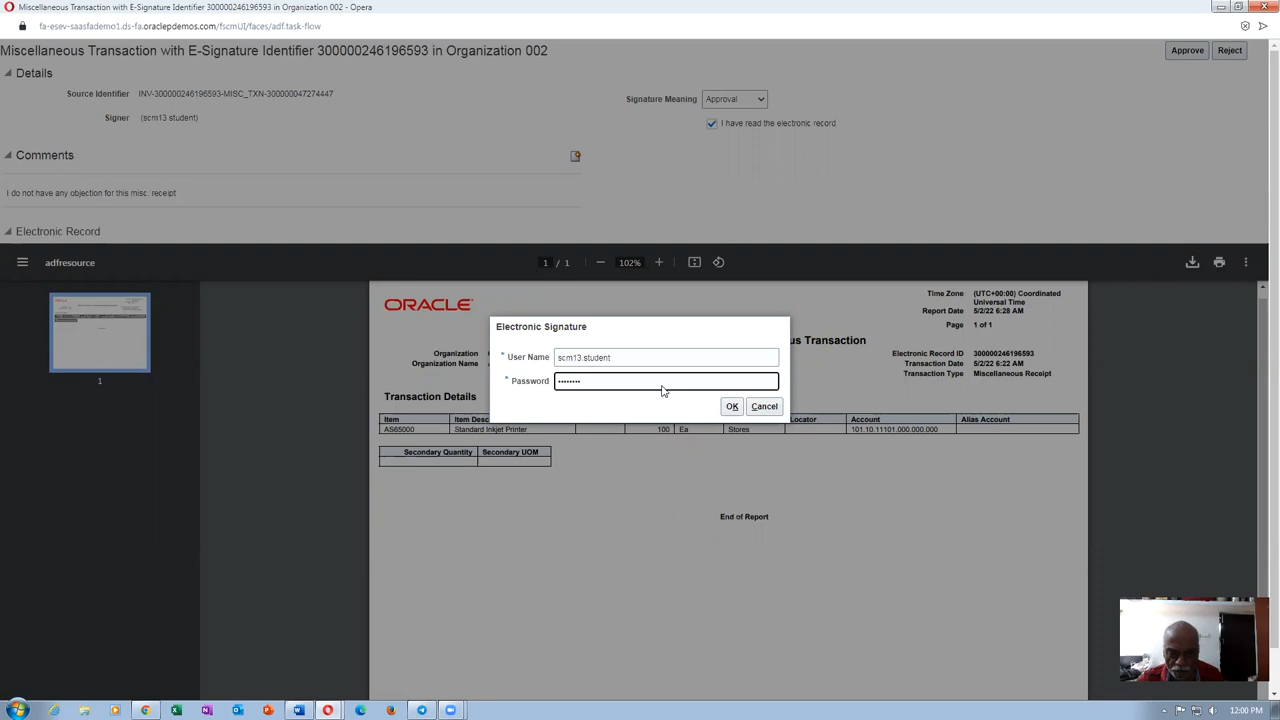 Miscellaneous Transaction with E-Signature Identifier 300000246196593 in Organization 002 - Opera
fa-esev-saasfademo1.ds-fa.oraclepdemos.com/fscmUI/faces/adf.task-flow
Miscellaneous Transaction with E-Signature Identifier 300000246196593 in Organization 002
Approve Reject
Details
Source Identifier INV-300000246196593-MISC_TXN-300000047274447
Signature Meaning Approval
Signer (scm13 student)
I have read the electronic record
Comments
I do not have any objection for this misc. receipt
Electronic Record
adfresource
1 / 1
102%
1
ORACLE
Time Zone (UTC+00:00) Coordinated
Universal Time
Report Date 5/2/22 6:28 AM
Page 1 of 1
us Transaction
Organization
Organization Name
Electronic Record ID 300000246196593
Transaction Date 5/2/22 6:22 AM
Transaction Type Miscellaneous Receipt
Electronic Signature
* User Name scm13.student
* Password ••••••••
OK Cancel
Transaction Details
Item Item Desc Locator Account Alias Account
AS65000 Standard Inkjet Printer 100 Ea Stores 101.10.11101.000.000.000
Secondary Quantity Secondary UOM
End of Report
12:00 PM